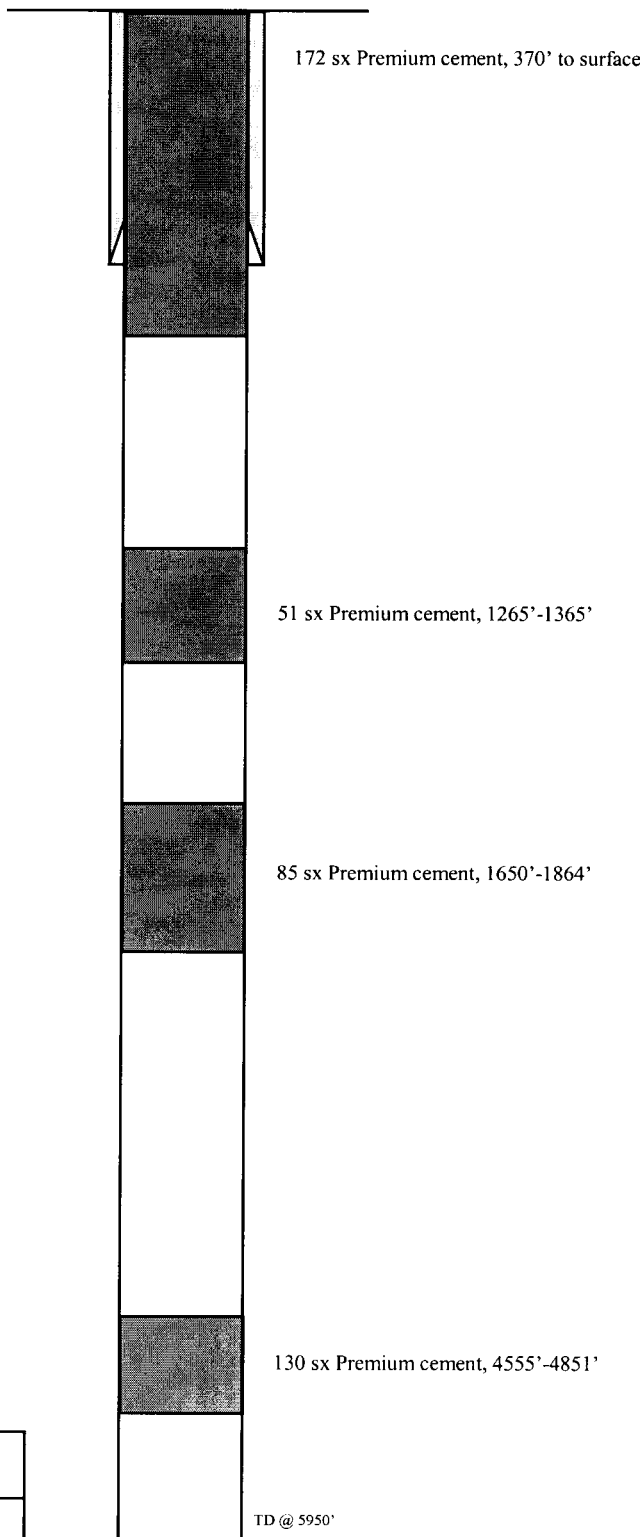 172 sx Premium cement, 370' to surface
51 sx Premium cement, 1265'-1365'
85 sx Premium cement, 1650'-1864'
130 sx Premium cement, 4555'-4851'
TD @ 5950'